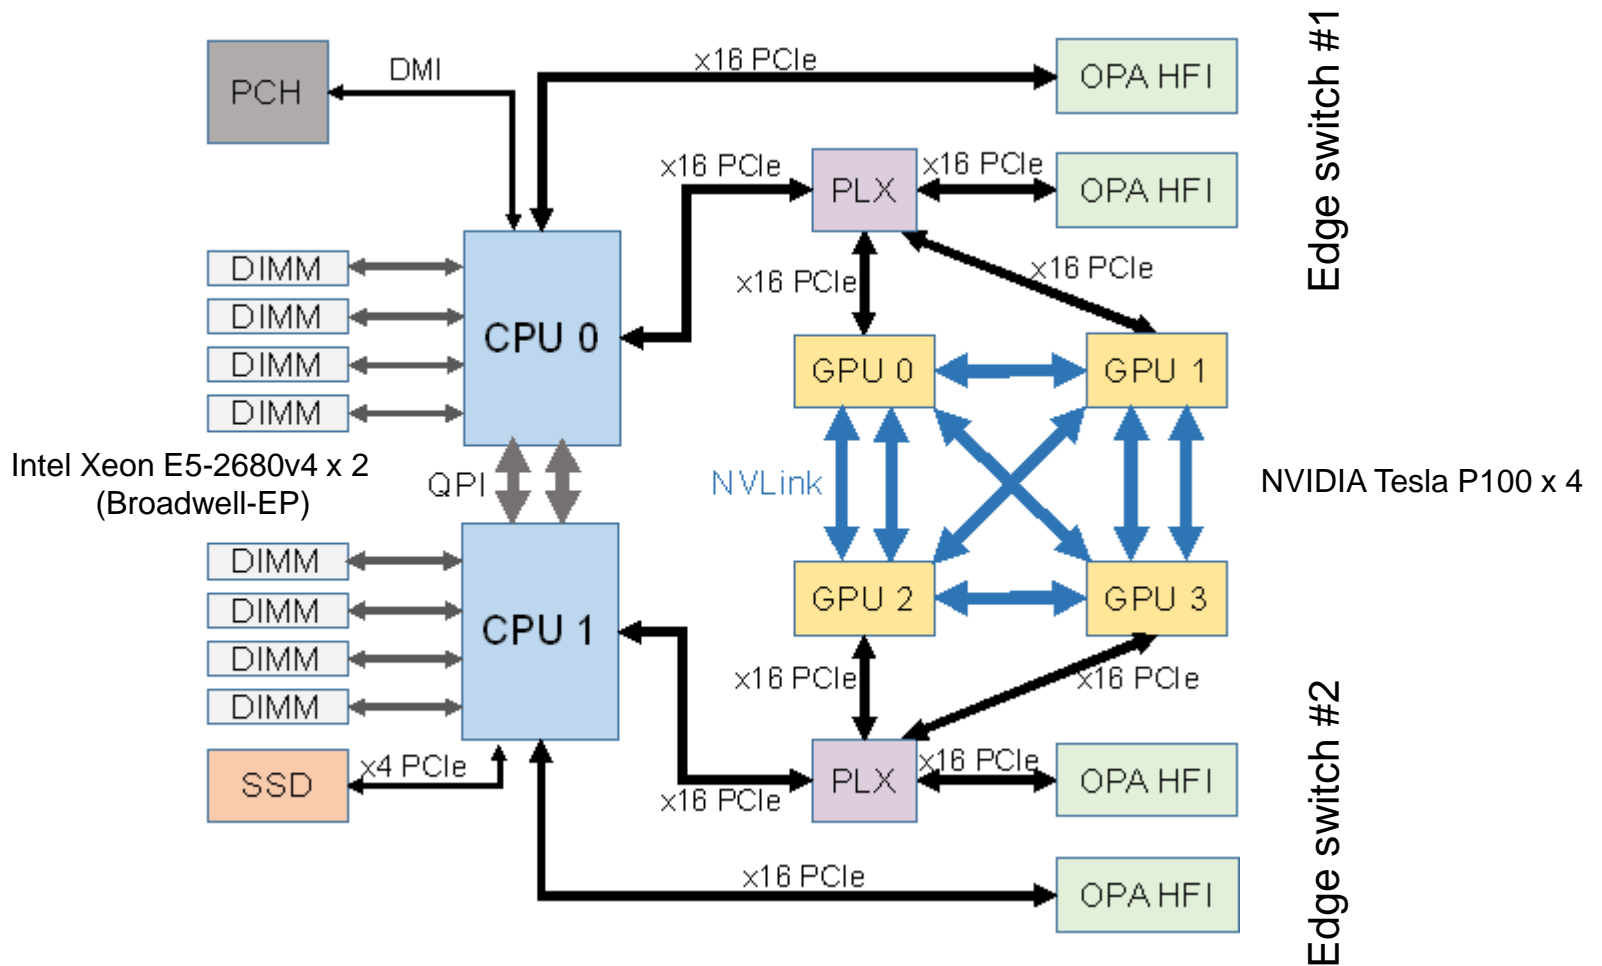 Edge switch #1
x16 PCIe
OPA HFI
DMI
PCH
x16 PCIe
PLX
x16 PCIe
OPA HFI
x16 PCIe
x16 PCIe
DIMM
DIMM
DIMM
DIMM
CPU 0
GPU 0
GPU 1
Intel Xeon E5-2680v4 x 2
(Broadwell-EP)
QPI
NVLink
NVIDIA Tesla P100 x 4
DIMM
DIMM
DIMM
DIMM
CPU 1
GPU 2
GPU 3
x16 PCIe
x16 PCIe
SSD
x4 PCIe
x16 PCIe
PLX
x16 PCIe
OPA HFI
x16 PCIe
OPA HFI
Edge switch #2